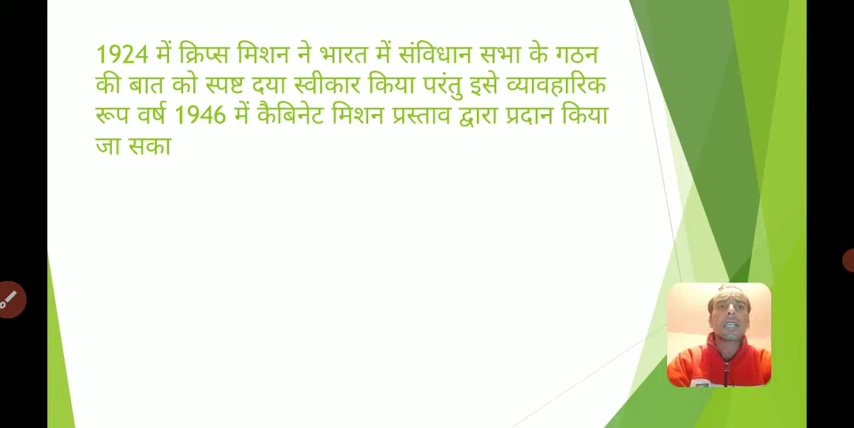 1924 में क्रिप्स मिशन ने भारत में संविधान सभा के गठन
की बात को स्पष्ट दया स्वीकार किया परंतु इसे व्यावहारिक
रूप वर्ष 1946 में कैबिनेट मिशन प्रस्ताव द्वारा प्रदान किया
जा सका